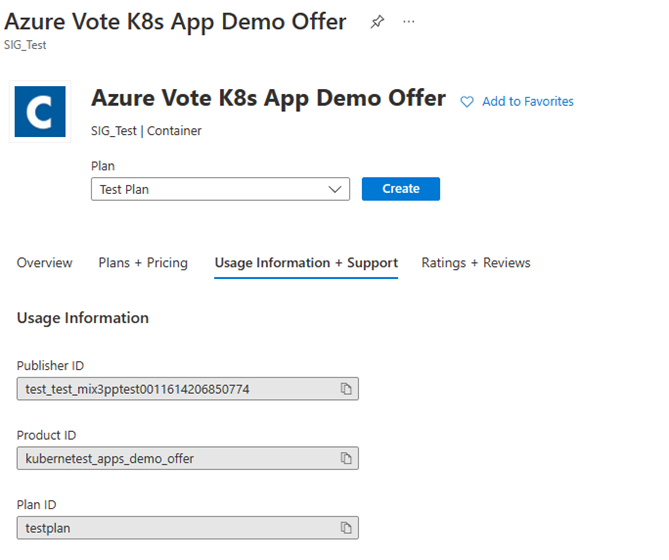 Azure Vote K8s App Demo Offer
SIG_Test
C
Azure Vote K8s App Demo Offer Add to Favorites
SIG_Test | Container
Plan
Test Plan Create
Overview Plans + Pricing Usage Information + Support Ratings + Reviews
Usage Information
Publisher ID
test_test_mix3pptest0011614206850774
Product ID
kubernetest_apps_demo_offer
Plan ID
testplan